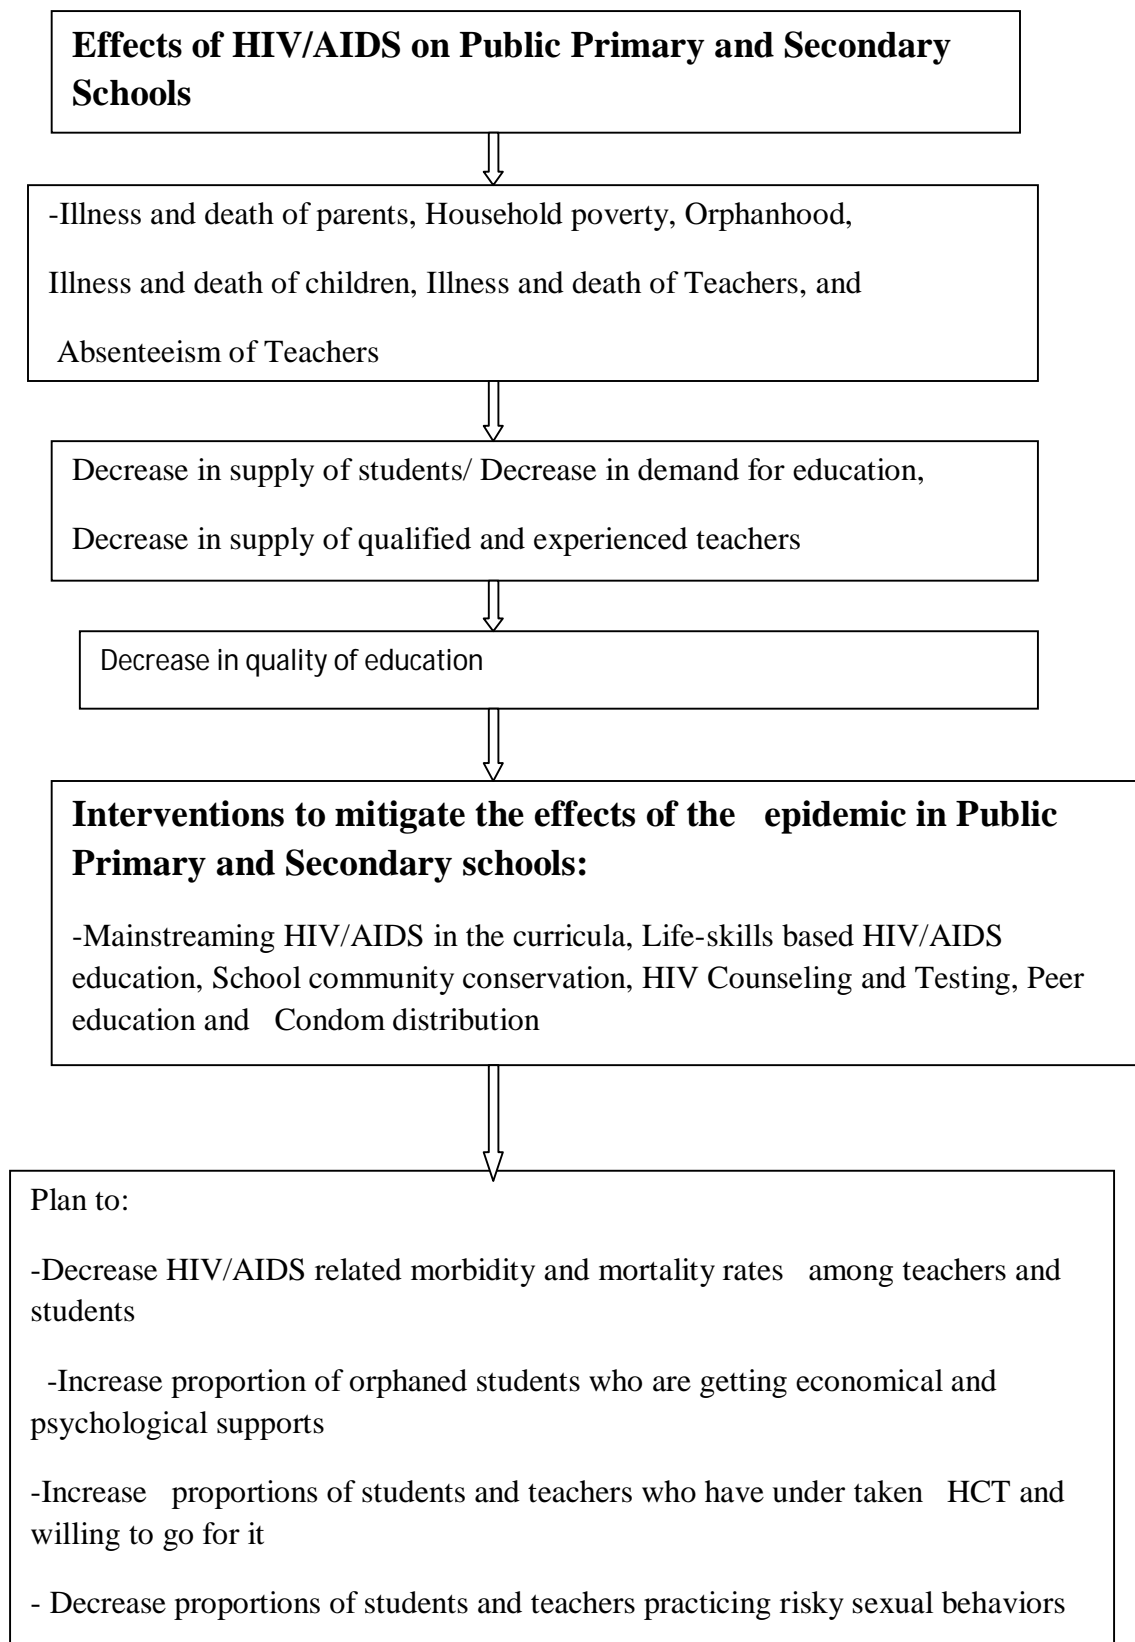 Effects of HIV/AIDS on Public Primary and Secondary
Schools
-Illness and death of parents, Household poverty, Orphanhood,
Illness and death of children, Illness and death of Teachers, and
Absenteeism of Teachers
Decrease in supply of students/ Decrease in demand for education,
Decrease in supply of qualified and experienced teachers
Decrease in quality of education
Interventions to mitigate the effects of the epidemic in Public
Primary and Secondary schools:
-Mainstreaming HIV/AIDS in the curricula, Life-skills based HIV/AIDS
education, School community conservation, HIV Counseling and Testing, Peer
education and Condom distribution
Plan to:
-Decrease HIV/AIDS related morbidity and mortality rates among teachers and
students
-Increase proportion of orphaned students who are getting economical and
psychological supports
-Increase proportions of students and teachers who have under taken HCT and
willing to go for it
- Decrease proportions of students and teachers practicing risky sexual behaviors